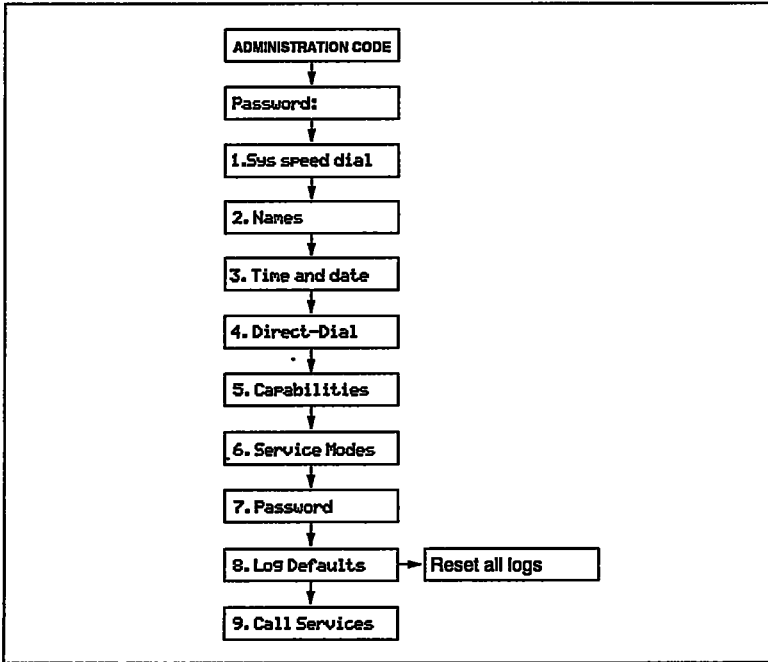 ADMINISTRATION CODE
Password:
1.Sys speed dial
2. Names
3. Time and date
4. Direct-Dial
5. Capabilities
6. Service Modes
7. Password
8. Log Defaults
Reset all logs
9. Call Services